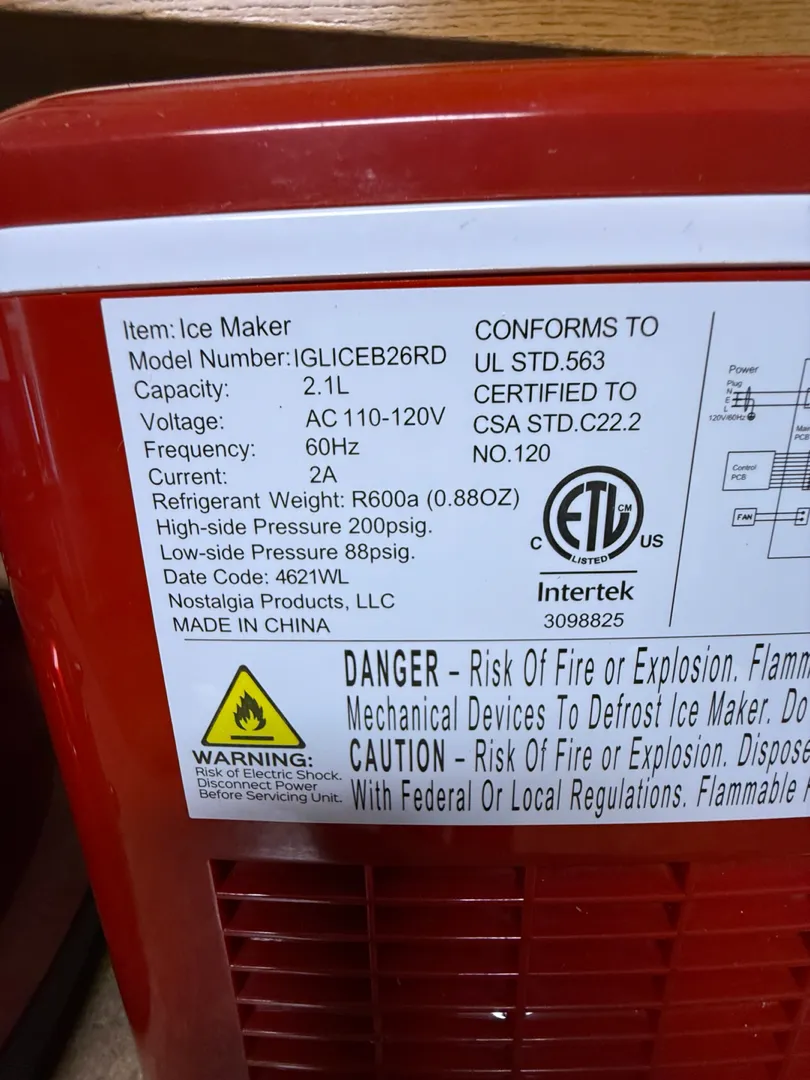 Item: Ice Maker
Model Number: IGLICEB26RD
Capacity: 2.1L
Voltage: AC 110-120V
Frequency: 60Hz
Current: 2A
Refrigerant Weight: R600a (0.88OZ)
High-side Pressure 200psig.
Low-side Pressure 88psig.
Date Code: 4621WL
Nostalgia Products, LLC
MADE IN CHINA
CONFORMS TO
UL STD.563
CERTIFIED TO
CSA STD.C22.2
NO.120
ETL CM
C US
LISTED
Intertek
3098825
Power
Plug
N
E
L
120V/60Hz
Control
PCB
FAN
WARNING:
Risk of Electric Shock.
Disconnect Power
Before Servicing Unit.
DANGER – Risk Of Fire or Explosion.
Mechanical Devices To Defrost Ice Maker. Do
CAUTION – Risk Of Fire or Explosion.
With Federal Or Local Regulations. Flammable